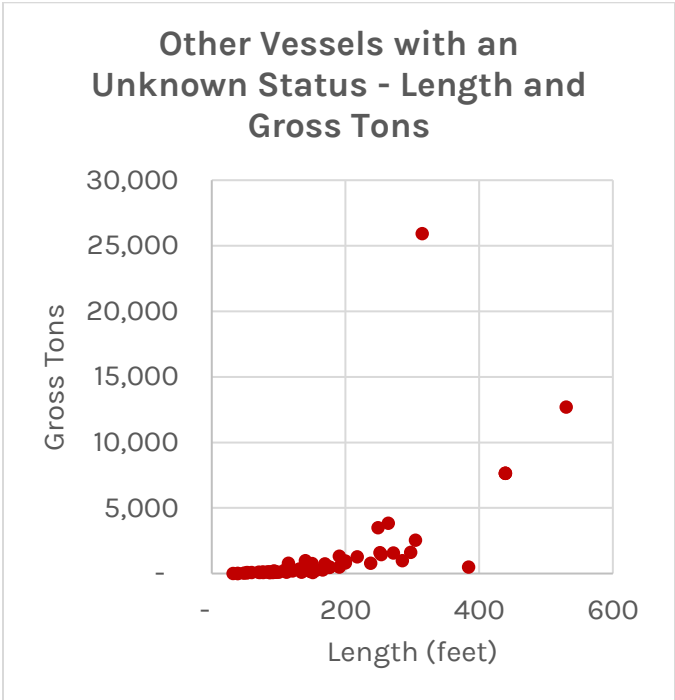 Other Vessels with an
Unknown Status - Length and
Gross Tons
30,000
25,000
20,000
15,000
10,000
5,000
-
Gross Tons
- 200 400 600
Length (feet)